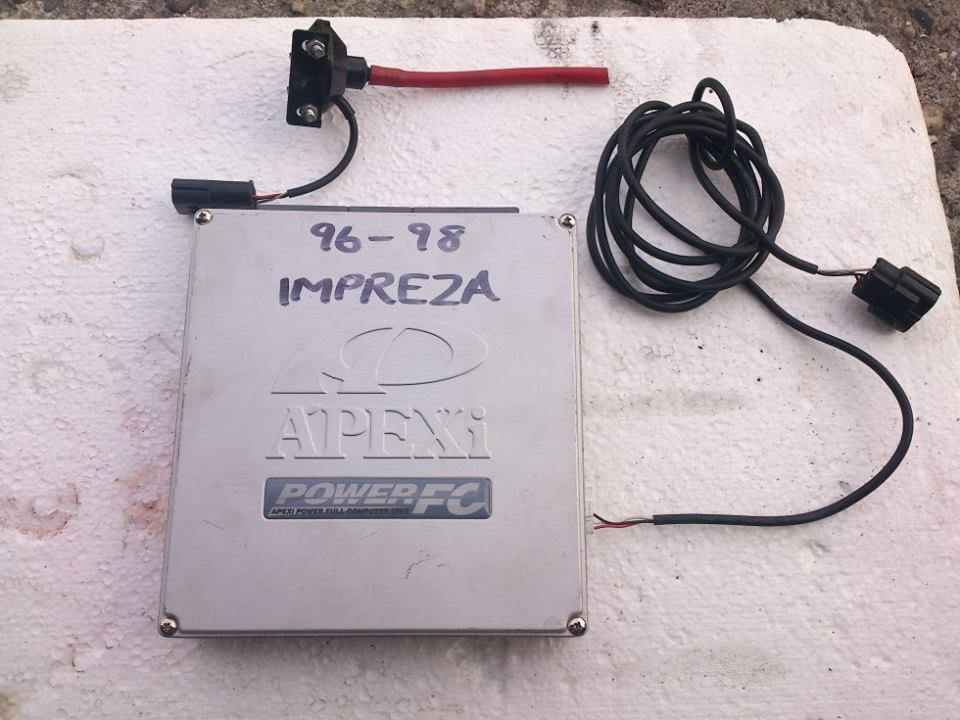 96-98
IMPREZA
APEXi
POWER FC
APEXi POWER FULL COMPUTER UNIT